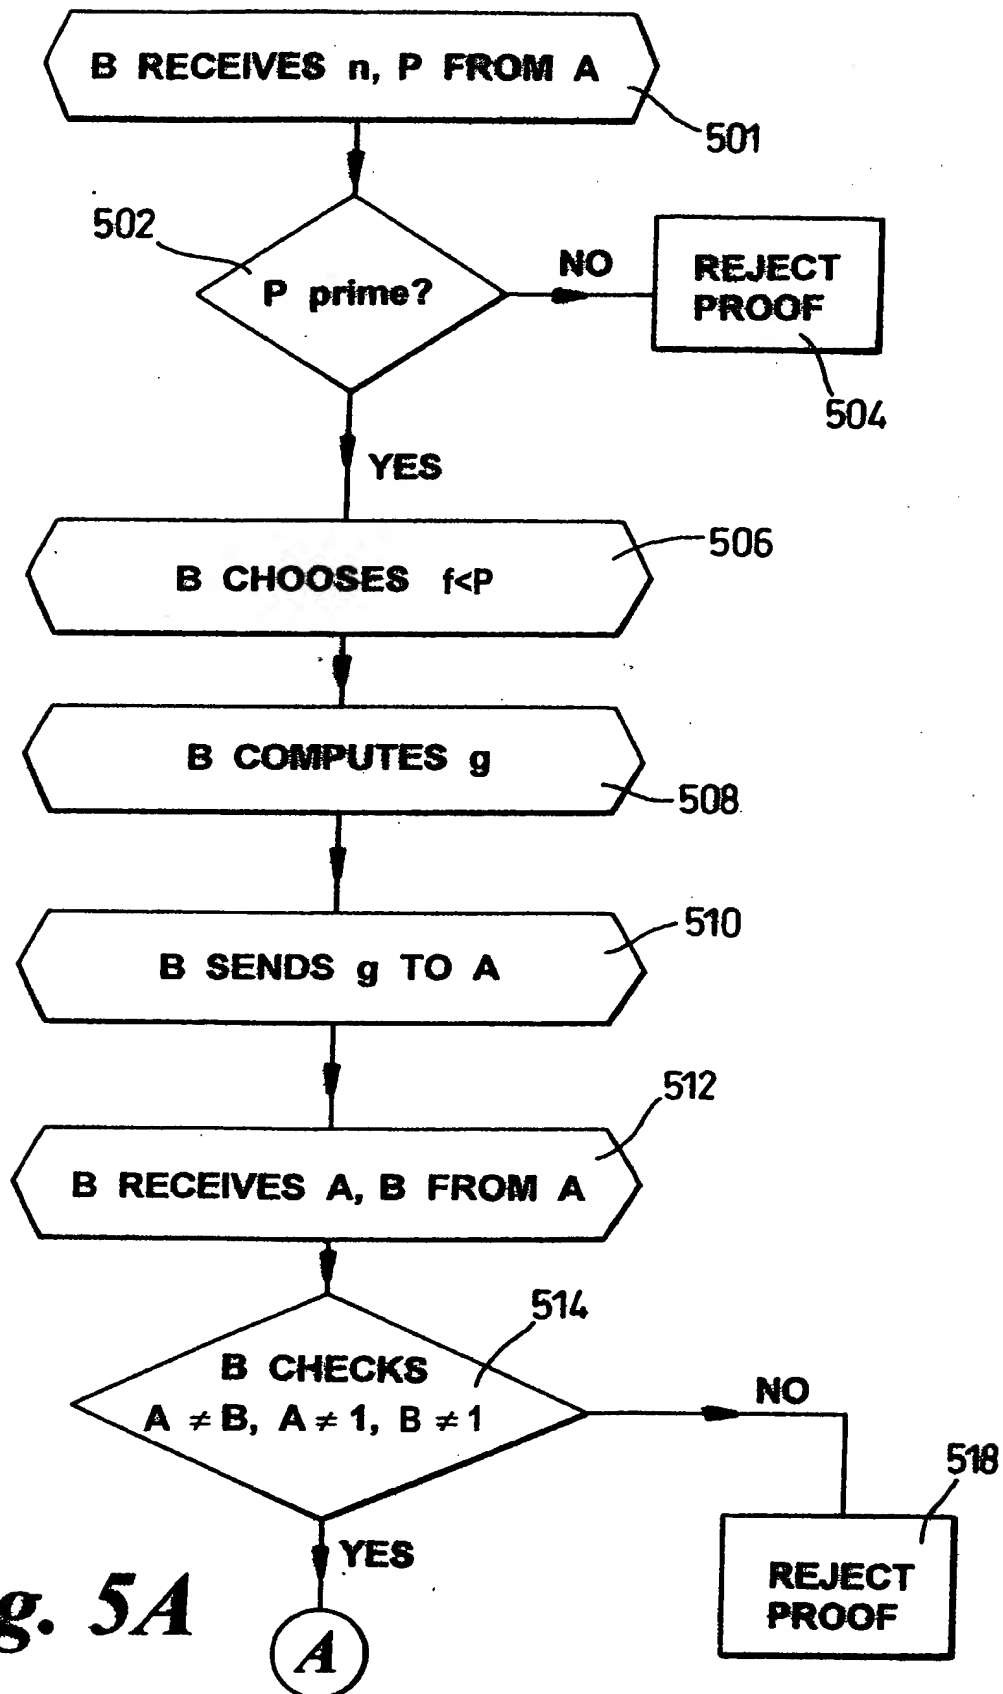 B RECEIVES n, P FROM A
501
502
P prime?
NO
REJECT
PROOF
504
YES
B CHOOSES f<P
506
B COMPUTES g
508
B SENDS g TO A
510
512
B RECEIVES A, B FROM A
514
B CHECKS
A ≠ B, A ≠ 1, B ≠ 1
NO
518
REJECT
PROOF
YES
g. 5A
A